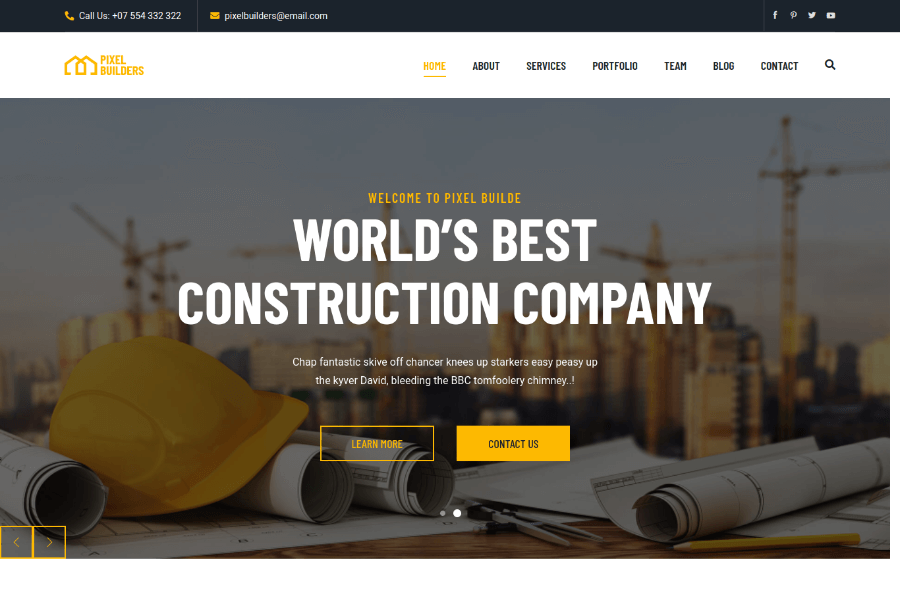 Call Us: +07 554 332 322
pixelbuilders@email.com
PIXEL
BUILDERS
HOME
ABOUT
SERVICES
PORTFOLIO
TEAM
BLOG
CONTACT
WELCOME TO PIXEL BUILDE
WORLD’S BEST
CONSTRUCTION COMPANY
Chap fantastic skive off chancer knees up starkers easy peasy up
the kyver David, bleeding the BBC tomfoolery chimney..!
LEARN MORE
CONTACT US